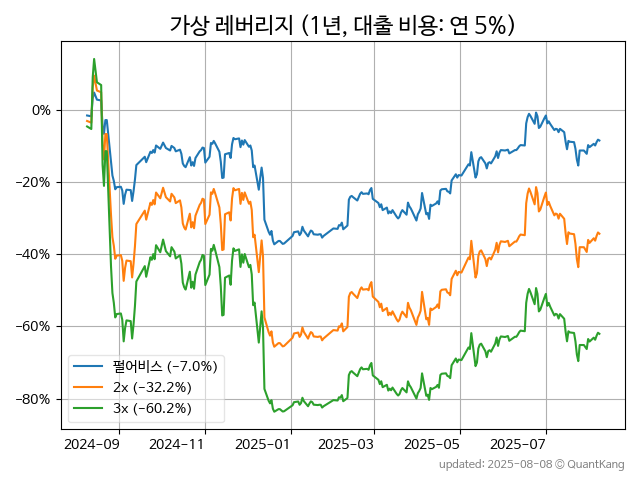 가상 레버리지 (1년, 대출 비용: 연 5%)
0%
−20%
−40%
−60%
−80%
펄어비스 (−7.0%)
2x (−32.2%)
3x (−60.2%)
2024-09
2024-11
2025-01
2025-03
2025-05
2025-07
updated: 2025-08-08 © QuantKang